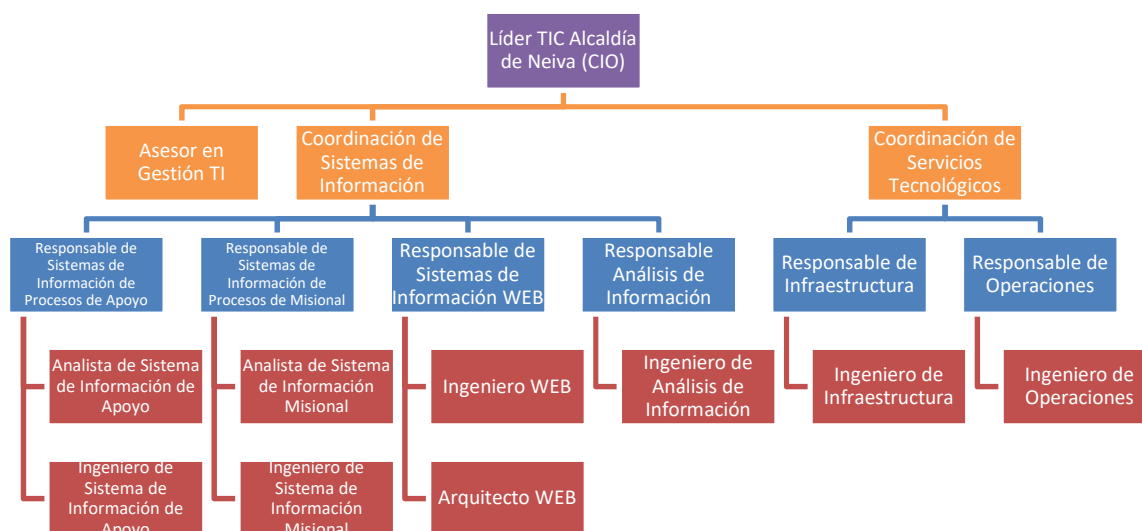 Líder TIC Alcaldía
de Neiva (CIO)
Asesor en
Gestión TI
Coordinación de
Sistemas de
Información
Coordinación de
Servicios
Tecnológicos
Responsable de
Sistemas de
Información de
Procesos de Apoyo
Responsable de
Sistemas de
Información de
Procesos de Misional
Responsable de
Sistemas de
Información WEB
Responsable
Análisis de
Información
Responsable de
Infraestructura
Responsable de
Operaciones
Analista de Sistema
de Información de
Apoyo
Analista de Sistema
de Información
Misional
Ingeniero WEB
Ingeniero de
Análisis de
Información
Ingeniero de
Infraestructura
Ingeniero de
Operaciones
Ingeniero de
Sistema de
Información de
Apoyo
Ingeniero de
Sistema de
Información
Misional
Arquitecto WEB